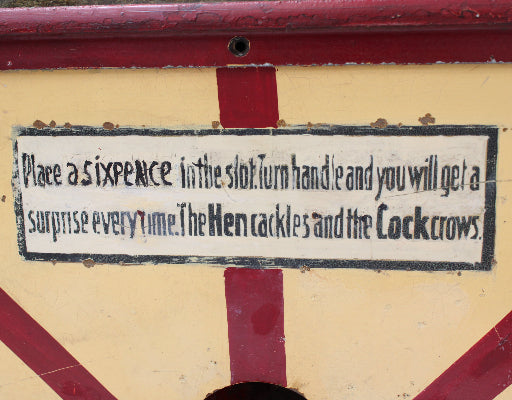 Place a sIXPENCE in the slot.Turn handle and you will get a
surprise every time.The Hen cackles and the Cock crows.